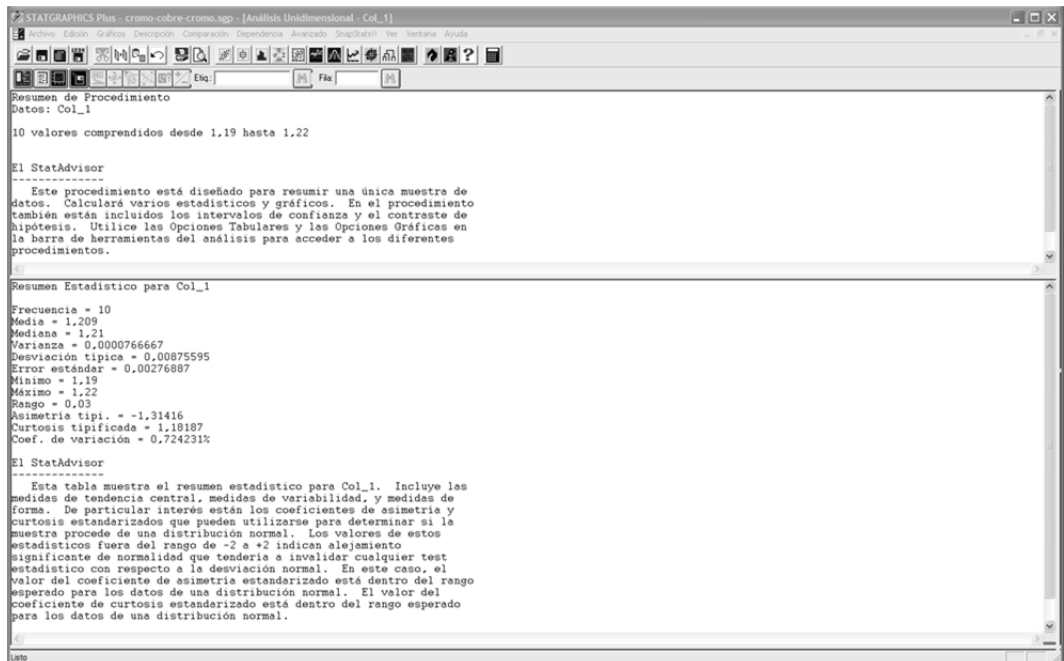 STATGRAPHICS Plus - cromo-cobre-cromo.sgp - [Análisis Unidimensional - Col_1]
Archivo Edición Gráficos Descripción Comparación Dependencia Avanzado SnapStats!! Ver Ventana Ayuda
Etiq.: Fila:
Resumen de Procedimiento
Datos: Col_1
10 valores comprendidos desde 1,19 hasta 1,22
El StatAdvisor
--------------
Este procedimiento está diseñado para resumir una única muestra de
datos. Calculará varios estadísticos y gráficos. En el procedimiento
también están incluidos los intervalos de confianza y el contraste de
hipótesis. Utilice las Opciones Tabulares y las Opciones Gráficas en
la barra de herramientas del análisis para acceder a los diferentes
procedimientos.
Resumen Estadístico para Col_1
Frecuencia = 10
Media = 1,209
Mediana = 1,21
Varianza = 0,0000766667
Desviación típica = 0,00875595
Error estándar = 0,00276887
Mínimo = 1,19
Máximo = 1,22
Rango = 0,03
Asimetría tipi. = -1,31416
Curtosis tipificada = 1,18187
Coef. de variación = 0,724231%
El StatAdvisor
--------------
Esta tabla muestra el resumen estadístico para Col_1. Incluye las
medidas de tendencia central, medidas de variabilidad, y medidas de
forma. De particular interés están los coeficientes de asimetría y
curtosis estandarizados que pueden utilizarse para determinar si la
muestra procede de una distribución normal. Los valores de estos
estadísticos fuera del rango de -2 a +2 indican alejamiento
significante de normalidad que tendería a invalidar cualquier test
estadístico con respecto a la desviación normal. En este caso, el
valor del coeficiente de asimetría estandarizado está dentro del rango
esperado para los datos de una distribución normal. El valor del
coeficiente de curtosis estandarizado está dentro del rango esperado
para los datos de una distribución normal.
Listo